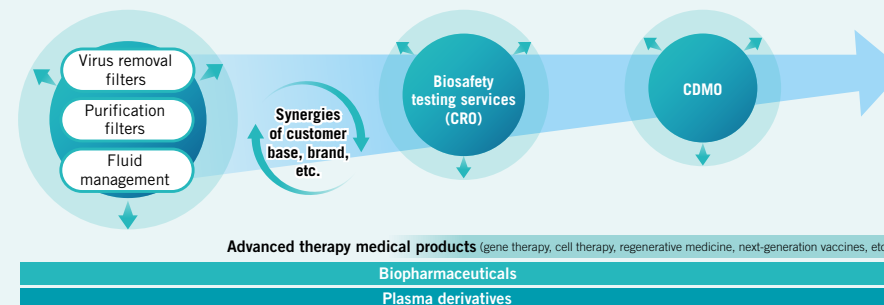 Virus removal
filters
Purification
filters
Fluid
management
Synergies
of customer
base, brand,
etc.
Biosafety
testing services
(CRO)
CDMO
Advanced therapy medical products (gene therapy, cell therapy, regenerative medicine, next-generation vaccines, etc
Biopharmaceuticals
Plasma derivatives